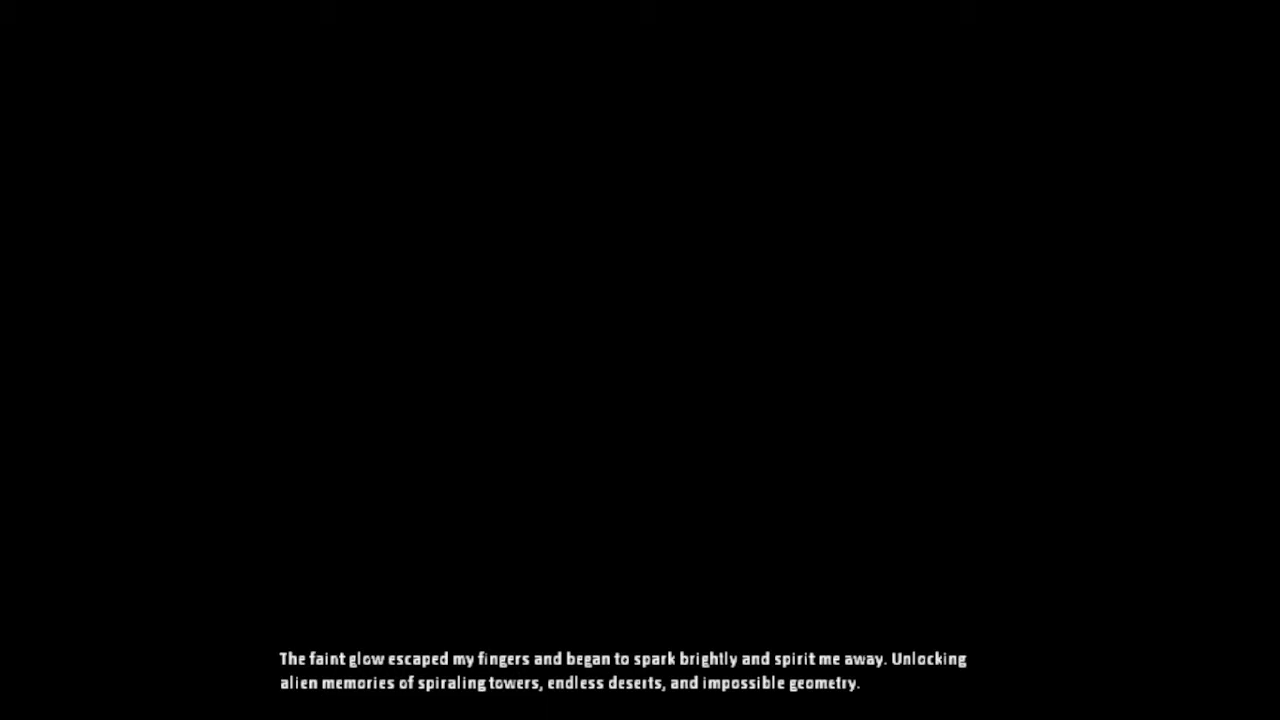 The faint glow escaped my fingers and began to spark brightly and spirit me away. Unlocking
alien memories of spiraling towers, endless deserts, and impossible geometry.